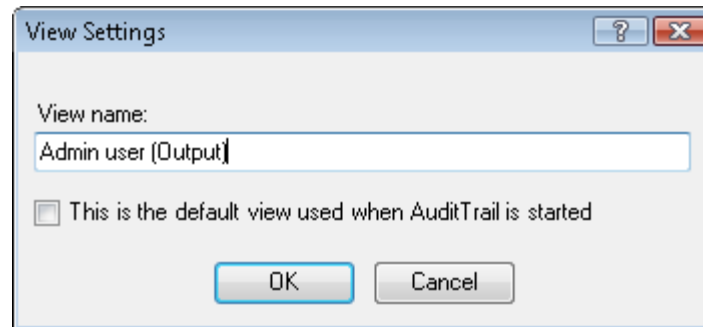 View Settings
View name:
Admin user (Output)
This is the default view used when AuditTrail is started
OK
Cancel